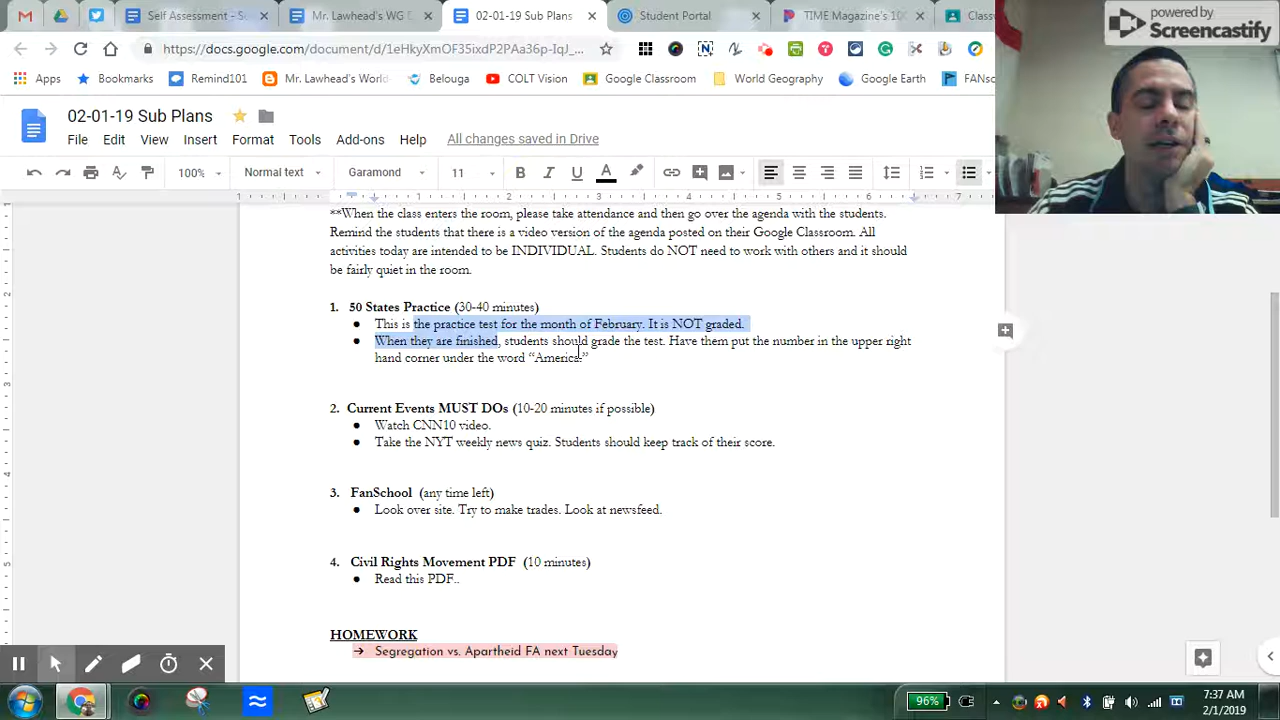 Self Assessment - S
Mr. Lawhead's WG E
02-01-19 Sub Plans
Student Portal
TIME Magazine's 10
Class
powered by
Screencastify
https://docs.google.com/document/d/1eHkyXmOF35ixdP2PAa36p-IqJ_...
Apps
Bookmarks
Remind101
Mr. Lawhead's World
Belouga
COLT Vision
Google Classroom
World Geography
Google Earth
FANsc
02-01-19 Sub Plans
File Edit View Insert Format Tools Add-ons Help All changes saved in Drive
100% Normal text Garamond 11 B I U A
1 2 3 4 5 6 7
**When the class enters the room, please take attendance and then go over the agenda with the students.
Remind the students that there is a video version of the agenda posted on their Google Classroom. All
activities today are intended to be INDIVIDUAL. Students do NOT need to work with others and it should
be fairly quiet in the room.
1. 50 States Practice (30-40 minutes)
● This is the practice test for the month of February. It is NOT graded.
● When they are finished, students should grade the test. Have them put the number in the upper right
hand corner under the word “America.”
2. Current Events MUST DOs (10-20 minutes if possible)
● Watch CNN10 video.
● Take the NYT weekly news quiz. Students should keep track of their score.
3. FanSchool (any time left)
● Look over site. Try to make trades. Look at newsfeed.
4. Civil Rights Movement PDF (10 minutes)
● Read this PDF..
HOMEWORK
➔ Segregation vs. Apartheid FA next Tuesday
96%
7:37 AM
2/1/2019